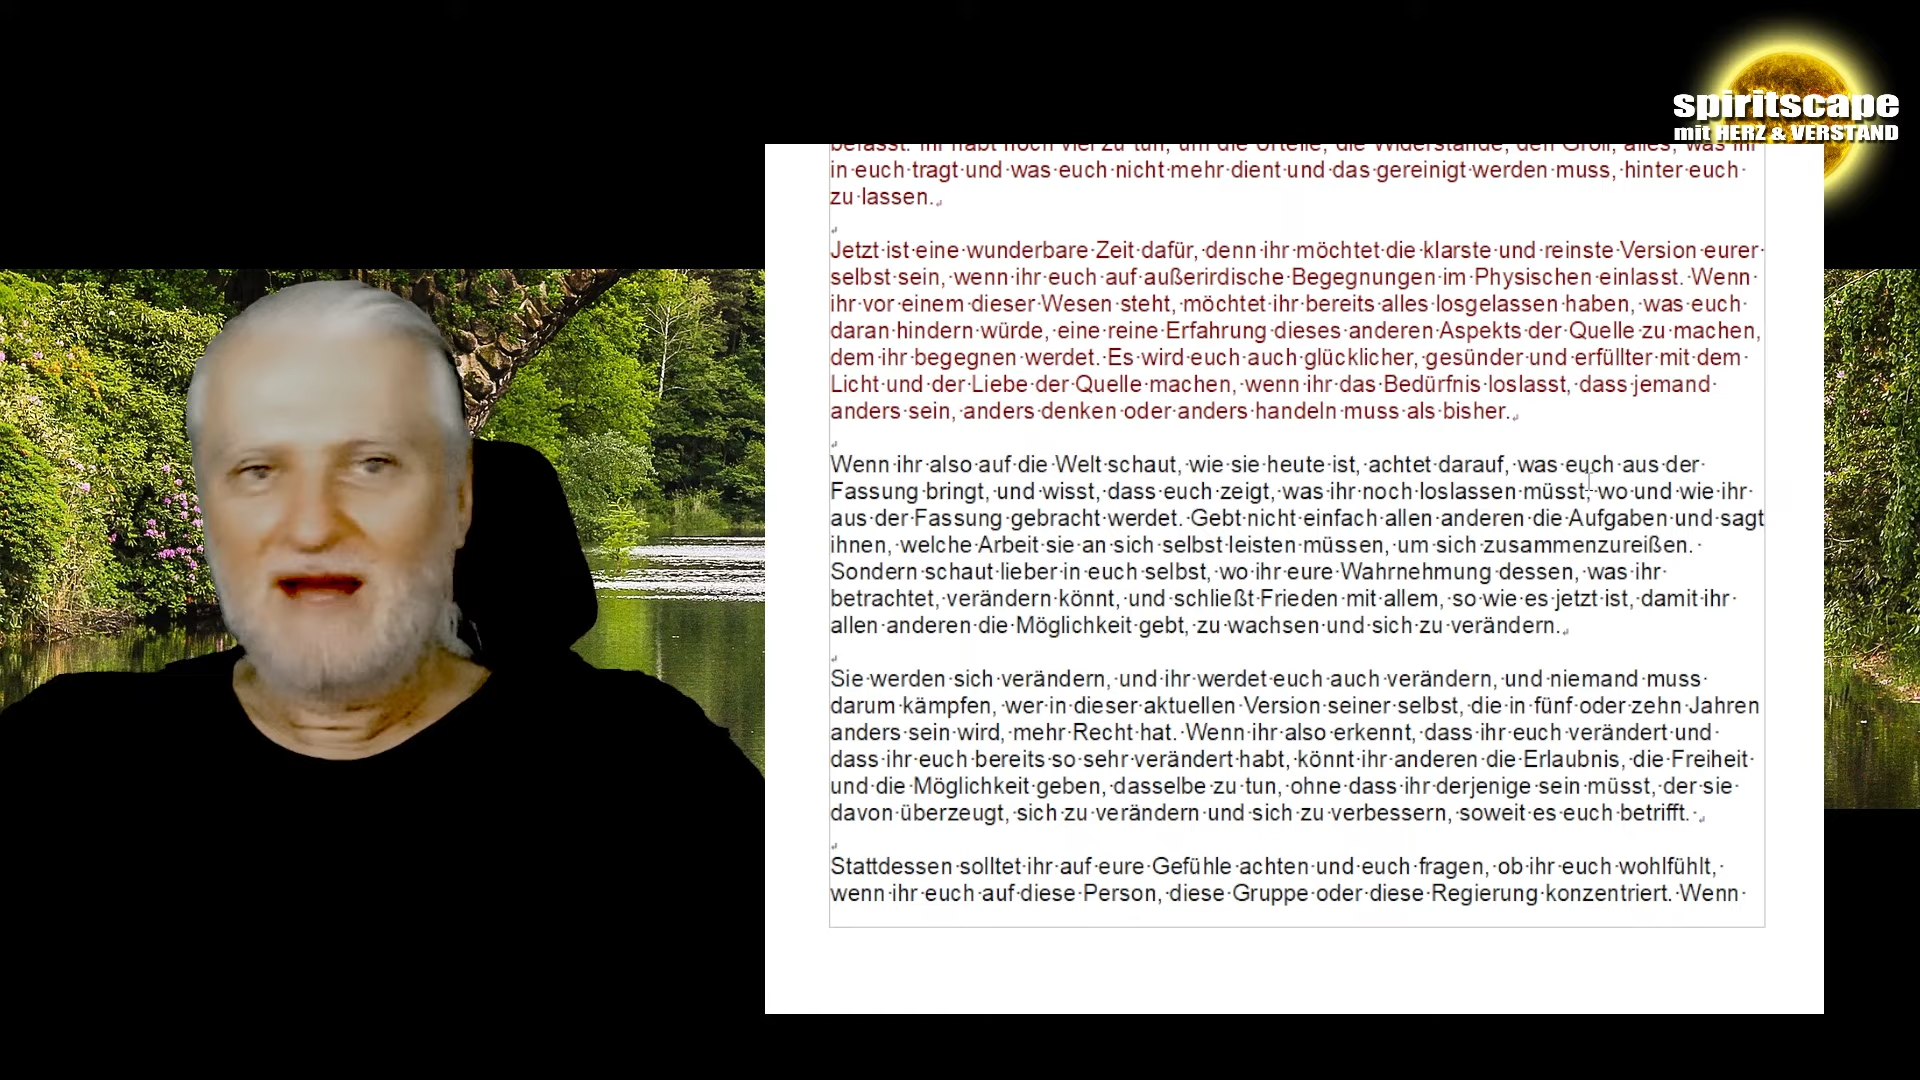 spiritscape
mit HERZ & VERSTAND
befasst. Ihr habt noch viel zu tun, um die Urteile, die Widerstände, den Groll, alles, was ihr
in euch tragt und was euch nicht mehr dient und das gereinigt werden muss, hinter euch
zu lassen.
Jetzt ist eine wunderbare Zeit dafür, denn ihr möchtet die klarste und reinste Version eurer
selbst sein, wenn ihr euch auf außerirdische Begegnungen im Physischen einlasst. Wenn
ihr vor einem dieser Wesen steht, möchtet ihr bereits alles losgelassen haben, was euch
daran hindern würde, eine reine Erfahrung dieses anderen Aspekts der Quelle zu machen,
dem ihr begegnen werdet. Es wird euch auch glücklicher, gesünder und erfüllter mit dem
Licht und der Liebe der Quelle machen, wenn ihr das Bedürfnis loslasst, dass jemand
anders sein, anders denken oder anders handeln muss als bisher.
Wenn ihr also auf die Welt schaut, wie sie heute ist, achtet darauf, was euch aus der
Fassung bringt, und wisst, dass euch zeigt, was ihr noch loslassen müsst, wo und wie ihr
aus der Fassung gebracht werdet. Gebt nicht einfach allen anderen die Aufgaben und sagt
ihnen, welche Arbeit sie an sich selbst leisten müssen, um sich zusammenzureißen.
Sondern schaut lieber in euch selbst, wo ihr eure Wahrnehmung dessen, was ihr
betrachtet, verändern könnt, und schließt Frieden mit allem, so wie es jetzt ist, damit ihr
allen anderen die Möglichkeit gebt, zu wachsen und sich zu verändern.
Sie werden sich verändern, und ihr werdet euch auch verändern, und niemand muss
darum kämpfen, wer in dieser aktuellen Version seiner selbst, die in fünf oder zehn Jahren
anders sein wird, mehr Recht hat. Wenn ihr also erkennt, dass ihr euch verändert und
dass ihr euch bereits so sehr verändert habt, könnt ihr anderen die Erlaubnis, die Freiheit
und die Möglichkeit geben, dasselbe zu tun, ohne dass ihr derjenige sein müsst, der sie
davon überzeugt, sich zu verändern und sich zu verbessern, soweit es euch betrifft.
Stattdessen solltet ihr auf eure Gefühle achten und euch fragen, ob ihr euch wohlfühlt,
wenn ihr euch auf diese Person, diese Gruppe oder diese Regierung konzentriert. Wenn